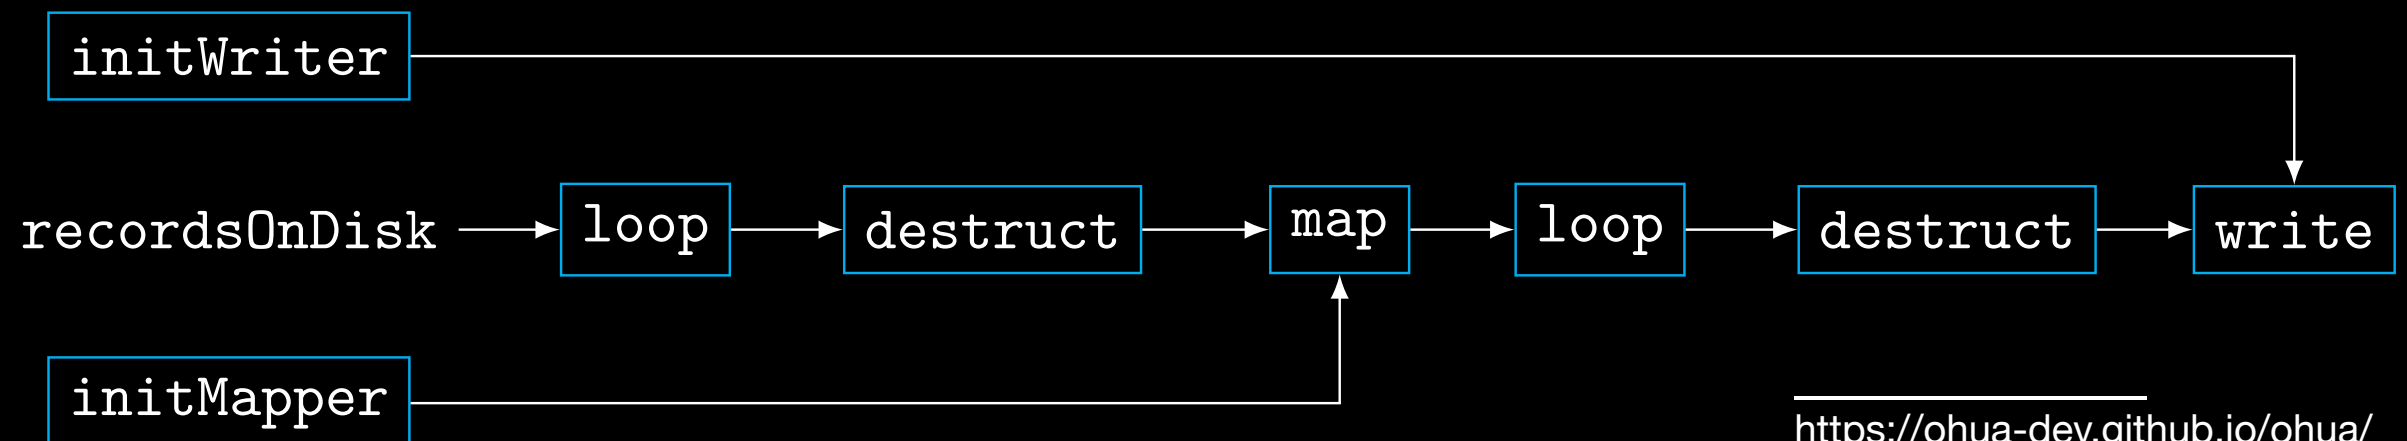 initWriter
recordsOnDisk loop destruct map loop destruct write
initMapper
https://ohua-dev.github.io/ohua/